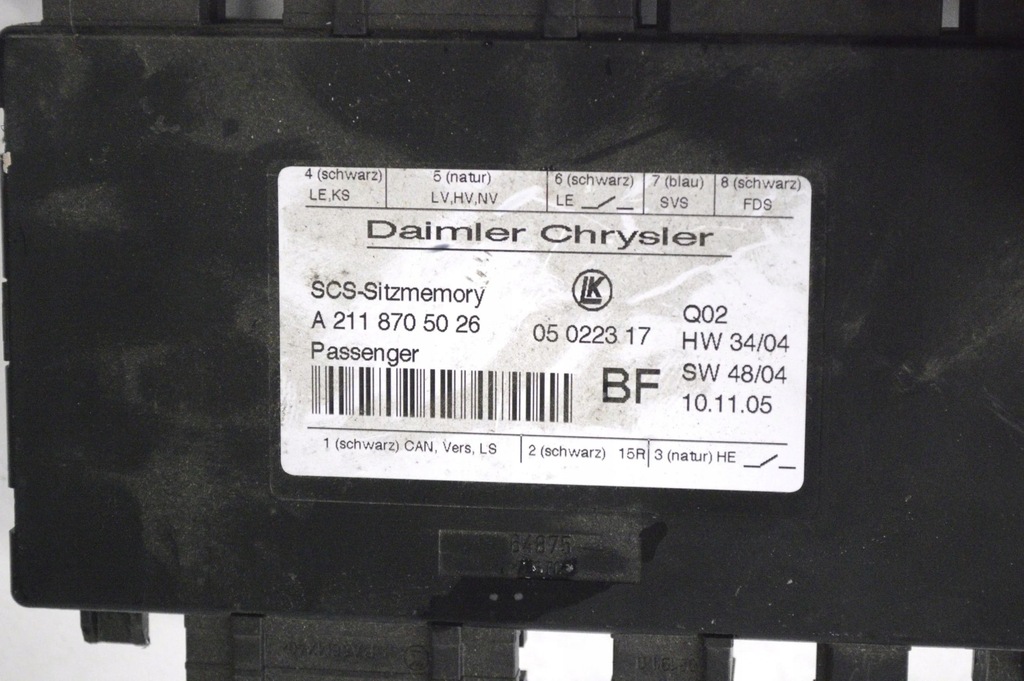 4 (schwarz) 5 (natur) 6 (schwarz) 7 (blau) 8 (schwarz)
LE,KS LV,HV,NV LE SVS FDS
Daimler Chrysler
SCS-Sitzmemory LK Q02
A 211 870 50 26 05 0223 17 HW 34/04
Passenger BF SW 48/04
10.11.05
1 (schwarz) CAN, Vers, LS 2 (schwarz) 15R 3 (natur) HE
84875